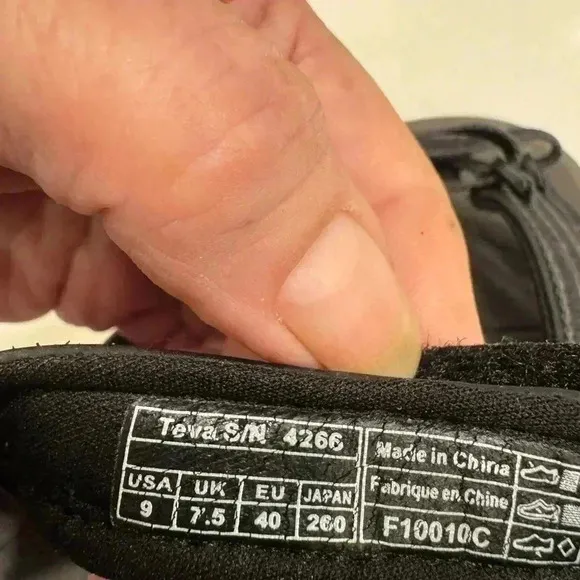 Teva S/N 4266
USA UK EU JAPAN
9 7.5 40 260
Made in China
Fabrique en Chine
F10010C